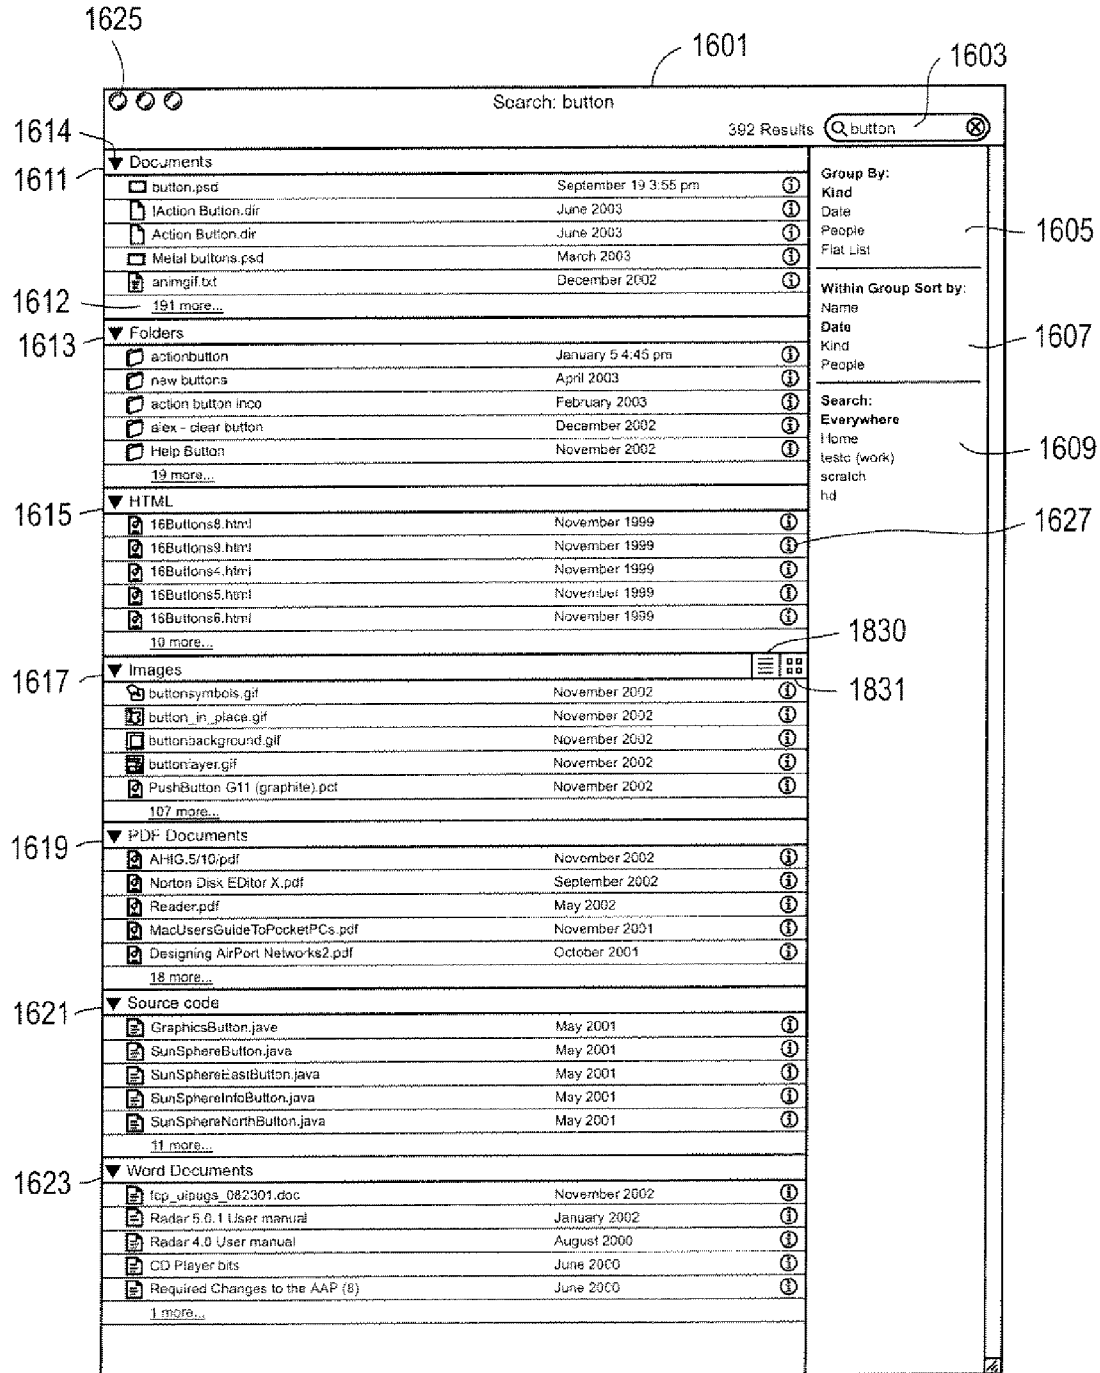 1625
1601
1603
Search: button
392 Results
button
1614
1611
Documents
button.psd September 19 3:55 pm
!Action Button.dir June 2003
Action Button.dir June 2003
Metal buttons.psd March 2003
animgif.txt December 2002
1612
191 more...
1613
Folders
actionbutton January 5 4:45 pm
new buttons April 2003
action button inco February 2003
alex - clear button December 2002
Help Button November 2002
19 more...
1615
HTML
16Buttons8.html November 1999
16Buttons9.html November 1999
16Buttons4.html November 1999
16Buttons5.html November 1999
16Buttons6.html November 1999
10 more...
1617
Images
1830
1831
buttonsymbols.gif November 2002
button_in_place.gif November 2002
buttonbackground.gif November 2002
buttonlayer.gif November 2002
PushButton G11 (graphite).pct November 2002
107 more...
1619
PDF Documents
AHIG.5/10/pdf November 2002
Norton Disk EDitor X.pdf September 2002
Reader.pdf May 2002
MacUsersGuideToPocketPCs.pdf November 2001
Designing AirPort Networks2.pdf October 2001
18 more...
1621
Source code
GraphicsButton.jave May 2001
SunSphereButton.java May 2001
SunSphereEastButton.java May 2001
SunSphereInfoButton.java May 2001
SunSphereNorthButton.java May 2001
11 more...
1623
Word Documents
fcp_uibugs_082301.doc November 2002
Radar 5.0.1 User manual January 2002
Radar 4.0 User manual August 2000
CD Player bits June 2000
Required Changes to the AAP (8) June 2000
1 more...
Group By:
Kind
Date
People
Flat List
1605
Within Group Sort by:
Name
Date
Kind
People
1607
Search:
Everywhere
Home
testc (work)
scratch
hd
1609
1627